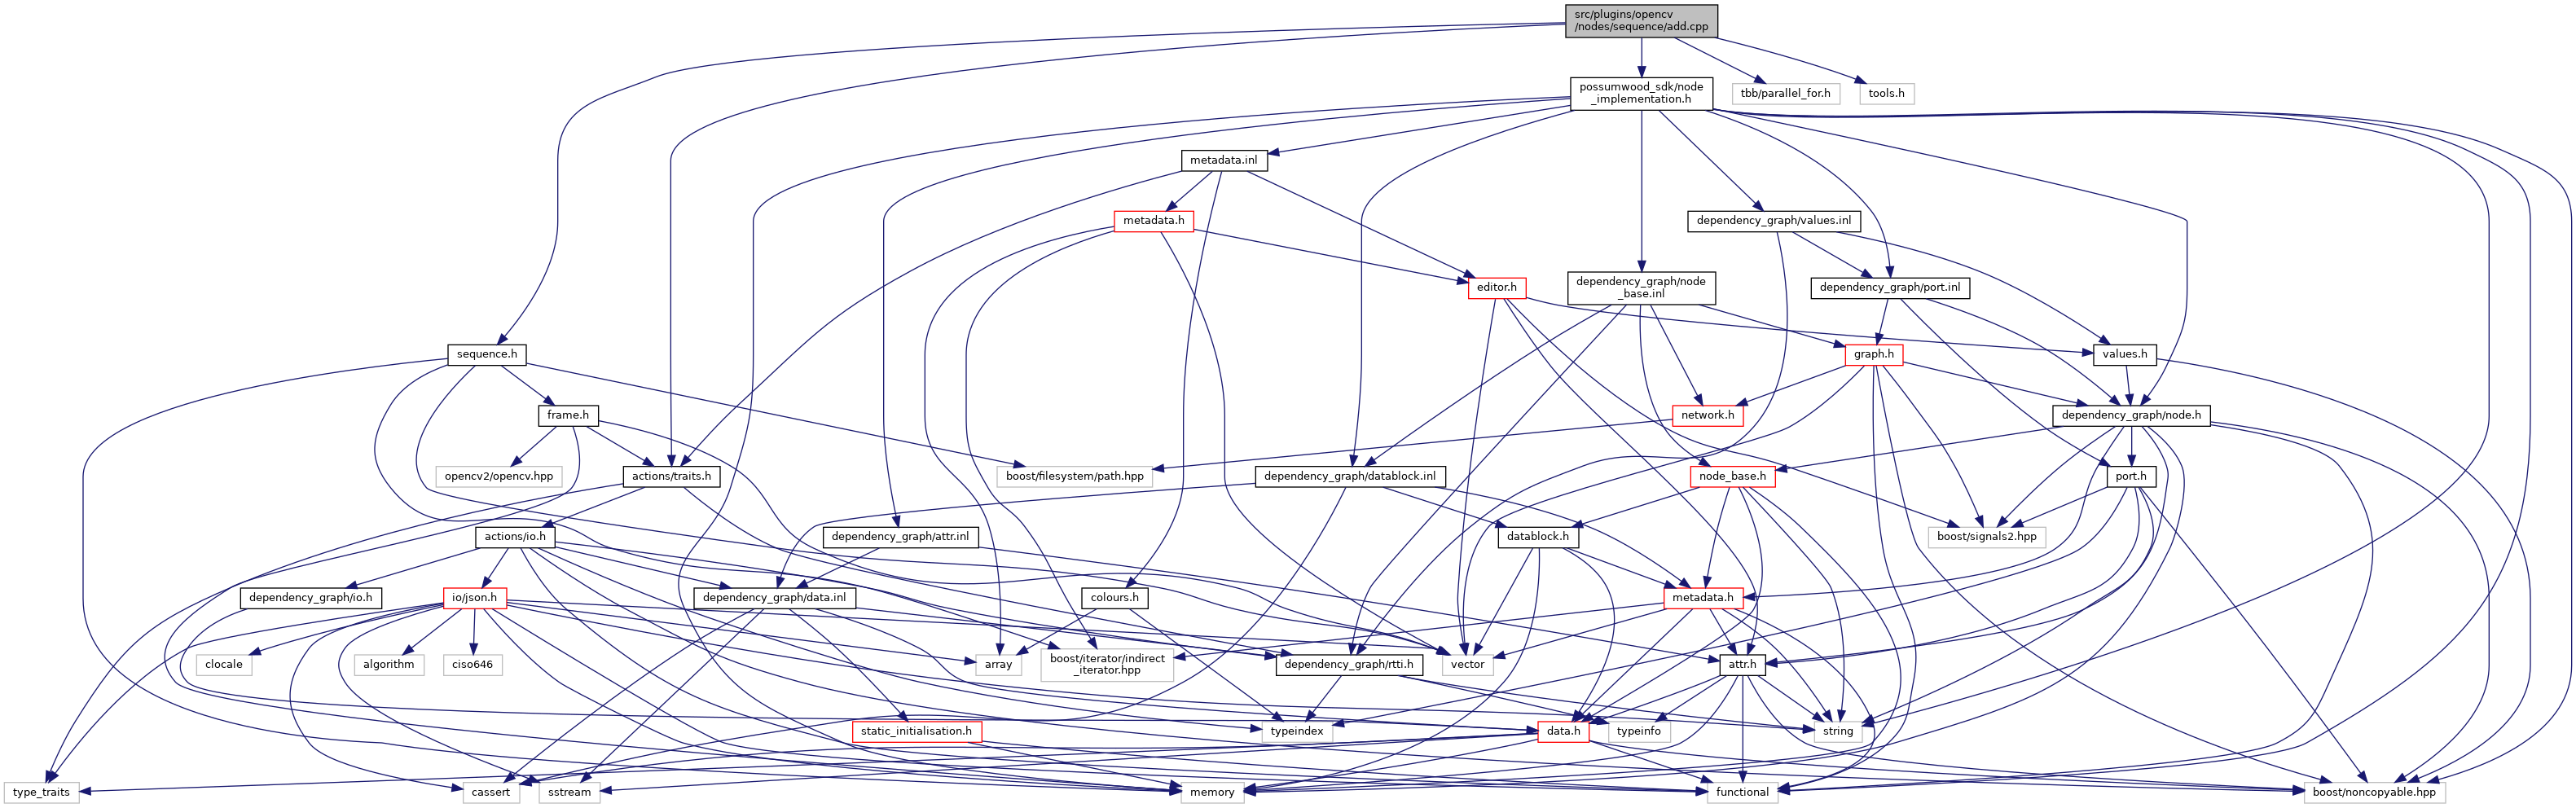 src/plugins/opencv
/nodes/sequence/add.cpp
possumwood_sdk/node
_implementation.h
tbb/parallel_for.h
tools.h
metadata.inl
metadata.h
dependency_graph/values.inl
editor.h
dependency_graph/node
_base.inl
dependency_graph/port.inl
sequence.h
graph.h
values.h
frame.h
network.h
dependency_graph/node.h
opencv2/opencv.hpp
actions/traits.h
boost/filesystem/path.hpp
dependency_graph/datablock.inl
node_base.h
port.h
actions/io.h
dependency_graph/attr.inl
datablock.h
boost/signals2.hpp
dependency_graph/io.h
io/json.h
dependency_graph/data.inl
colours.h
metadata.h
clocale
algorithm
ciso646
array
boost/iterator/indirect
_iterator.hpp
dependency_graph/rtti.h
vector
attr.h
static_initialisation.h
typeindex
data.h
typeinfo
string
type_traits
cassert
sstream
memory
functional
boost/noncopyable.hpp